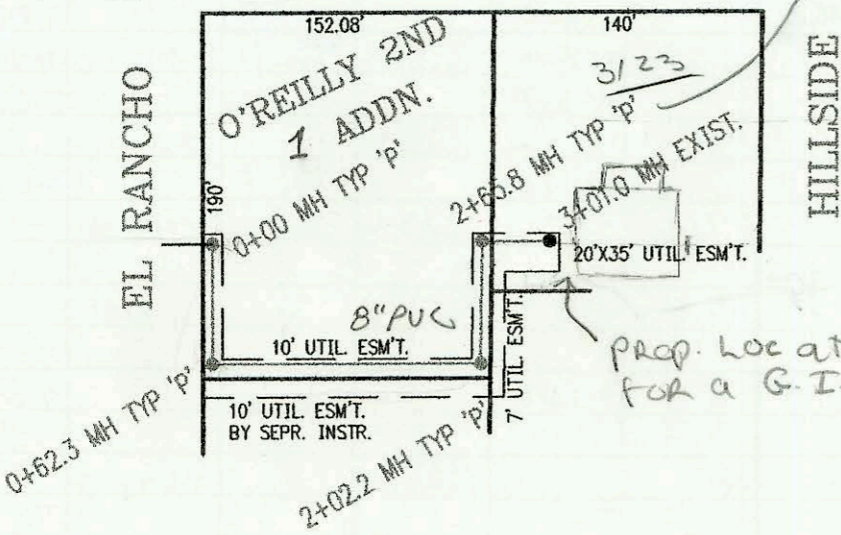 152.08'
140'
EL RANCHO
O'REILLY 2ND
1 ADDN.
3123
HILLSIDE
190'
0+00 MH TYP 'p'
2+65.8 MH TYP 'p'
3+01.0 MH EXIST.
20'X35' UTIL. ESM'T.
8" PVC
10' UTIL. ESM'T.
7' UTIL. ESM'T.
PROP. LOCAT
FOR A G.I.
0+62.3 MH TYP 'p'
10' UTIL. ESM'T.
BY SEPR. INSTR.
2+02.2 MH TYP 'p'